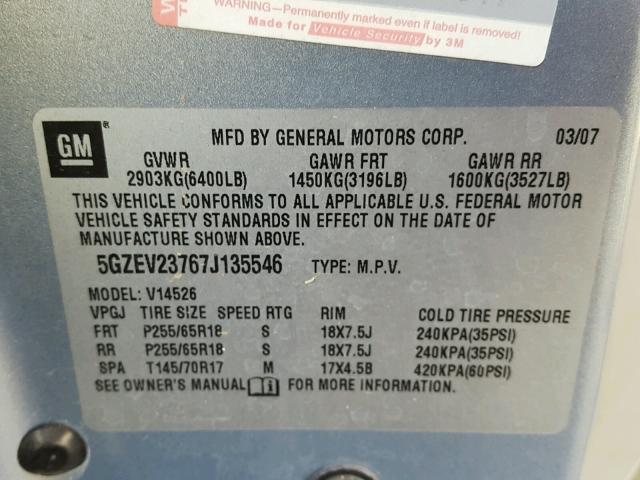 WARNING—Permanently marked even if label is removed!
Made for Vehicle Security by 3M
GM® MFD BY GENERAL MOTORS CORP. 03/07
GVWR GAWR FRT GAWR RR
2903KG(6400LB) 1450KG(3196LB) 1600KG(3527LB)
THIS VEHICLE CONFORMS TO ALL APPLICABLE U.S. FEDERAL MOTOR
VEHICLE SAFETY STANDARDS IN EFFECT ON THE DATE OF
MANUFACTURE SHOWN ABOVE.
5GZEV23767J135546 TYPE: M.P.V.
MODEL: V14526
VPGJ TIRE SIZE SPEED RTG RIM COLD TIRE PRESSURE
FRT P255/65R18 S 18X7.5J 240KPA(35PSI)
RR P255/65R18 S 18X7.5J 240KPA(35PSI)
SPA T145/70R17 M 17X4.5B 420KPA(60PSI)
SEE OWNER'S MANUAL FOR MORE INFORMATION.